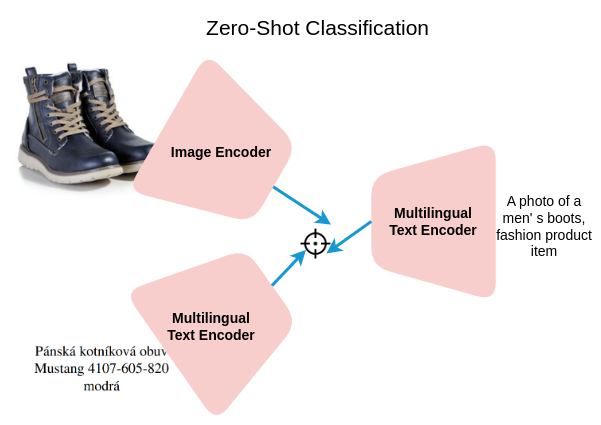 Zero-Shot Classification
Image Encoder
Multilingual
Text Encoder
A photo of a
men' s boots,
fashion product
item
Multilingual
Text Encoder
Pánská kotníková obuv
Mustang 4107-605-820
modrá